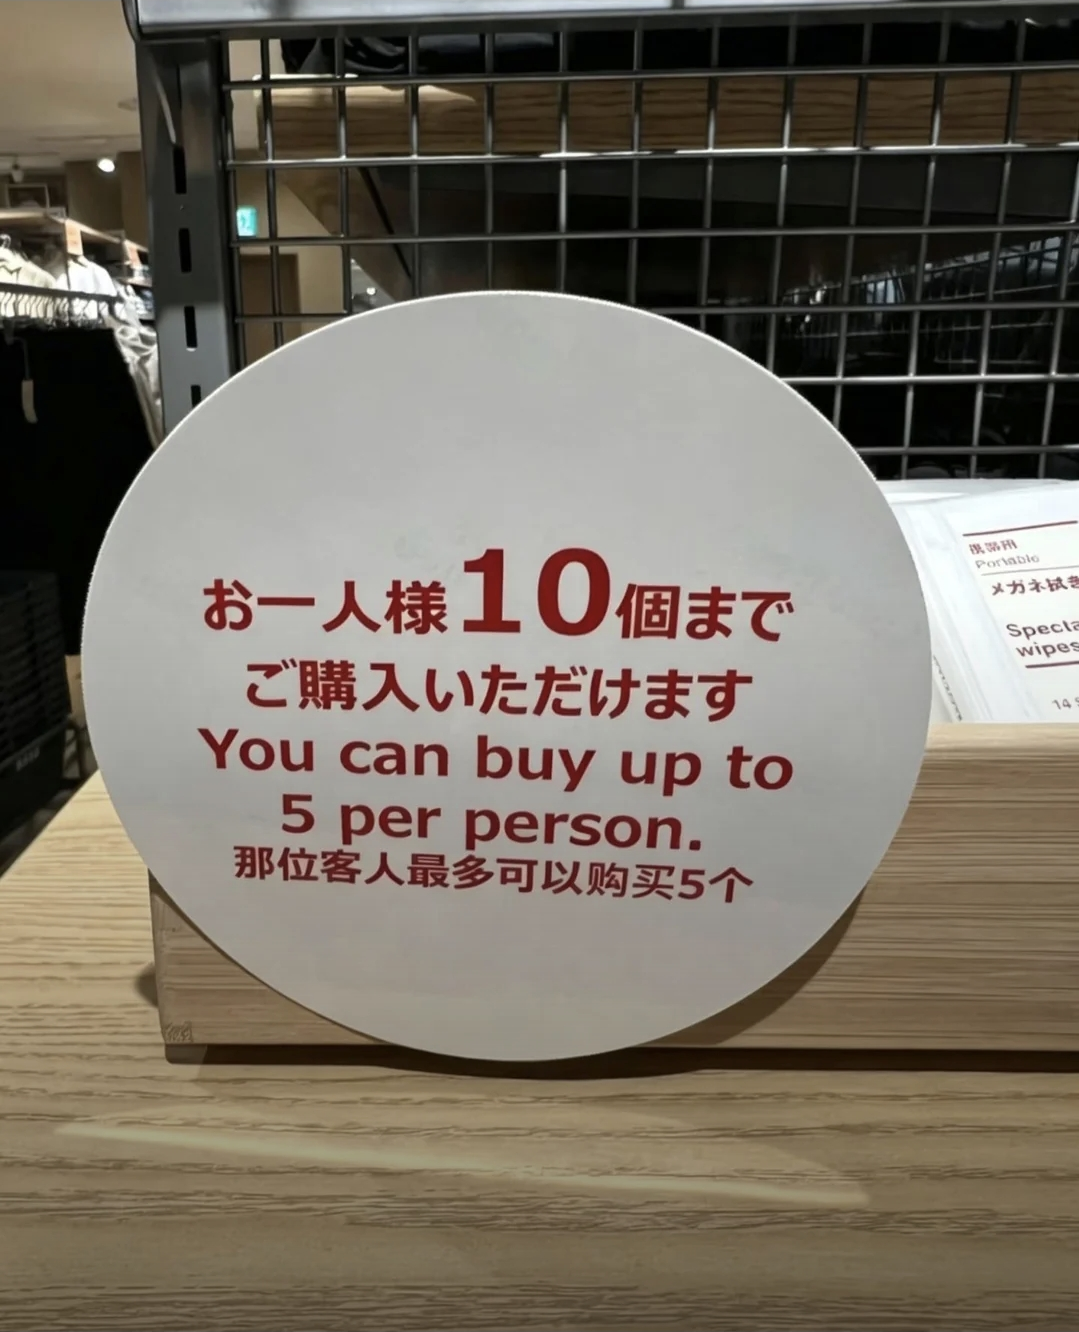 お一人様10個まで
ご購入いただけます
You can buy up to
5 per person.
那位客人最多可以购买5个
携帯用
Portable
メガネ拭き
Specta
wipes
14